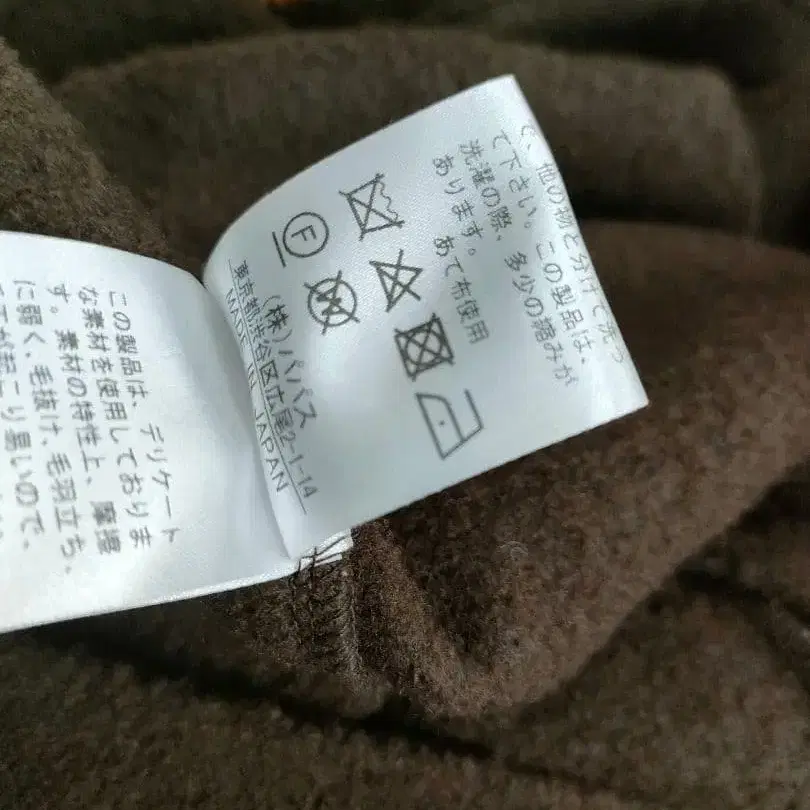 この製品は、デリケート
な素材を使用しておりま
す。素材の特性上、摩擦
に弱く、毛抜け、毛羽立ち、
が起こり易いので、
で、他の物と分けて洗っ
て下さい。この製品は、
洗濯の際、多少の縮みが
あります。
あて布使用
F
(株)パパス
東京都渋谷区広尾2-1-14
MADE IN JAPAN